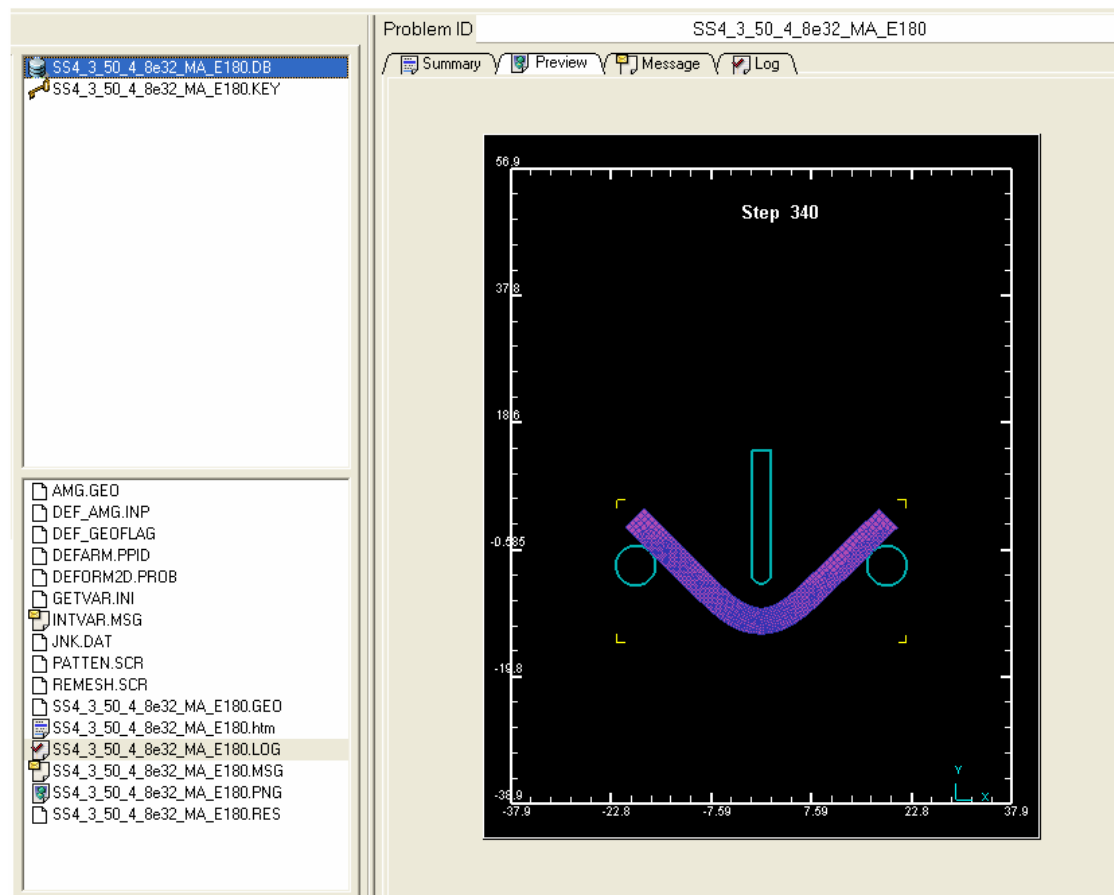 Problem ID SS4_3_50_4_8e32_MA_E180
SS4_3_50_4_8e32_MA_E180.DB
SS4_3_50_4_8e32_MA_E180.KEY
Summary Preview Message Log
56.9
Step 340
37.8
18.6
-0.585
-19.8
-38.9
-37.9 -22.8 -7.59 7.59 22.8 37.9
Y
X
AMG.GEO
DEF_AMG.INP
DEF_GEOFLAG
DEFARM.PPID
DEFORM2D.PROB
GETVAR.INI
INTVAR.MSG
JNK.DAT
PATTEN.SCR
REMESH.SCR
SS4_3_50_4_8e32_MA_E180.GEO
SS4_3_50_4_8e32_MA_E180.htm
SS4_3_50_4_8e32_MA_E180.LOG
SS4_3_50_4_8e32_MA_E180.MSG
SS4_3_50_4_8e32_MA_E180.PNG
SS4_3_50_4_8e32_MA_E180.RES